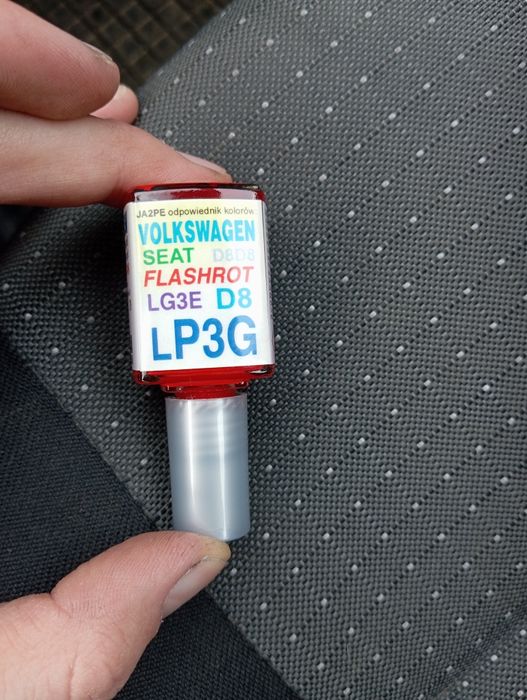 JA2PE odpowiednik kolorów
VOLKSWAGEN
SEAT D8D8
FLASHROT
LG3E D8
LP3G